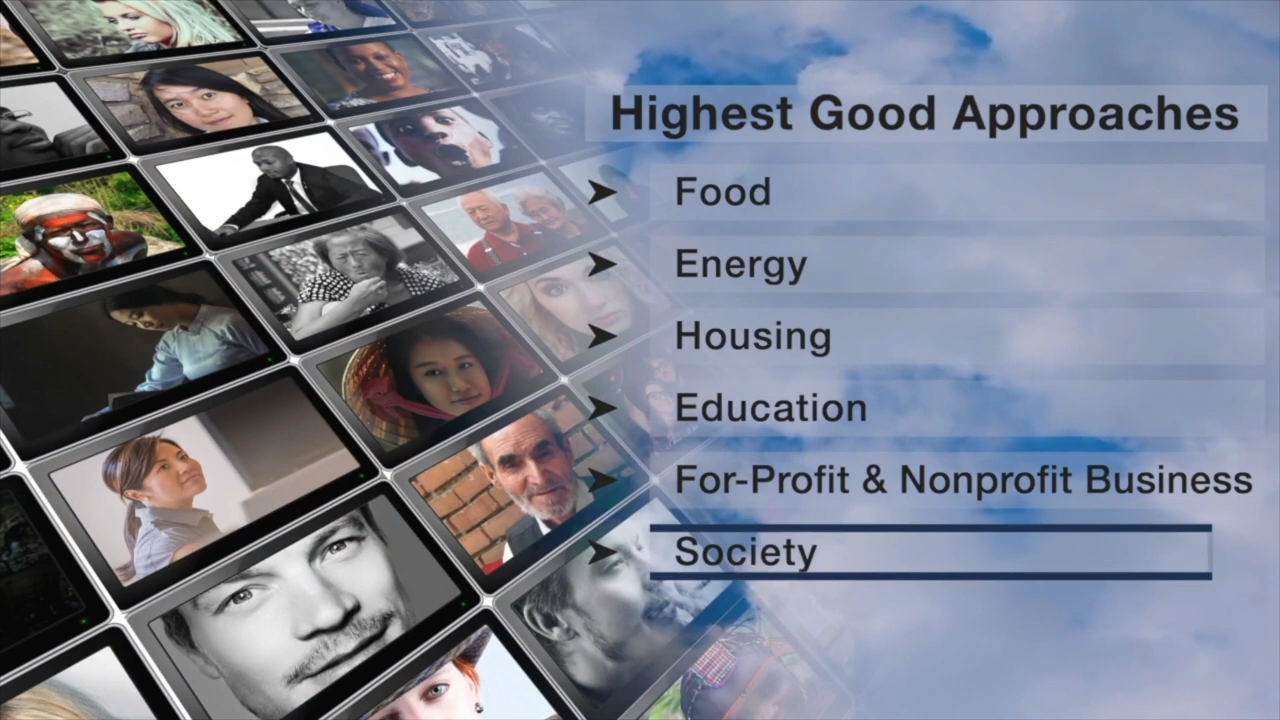 Highest Good Approaches
Food
Energy
Housing
Education
For-Profit & Nonprofit Business
Society